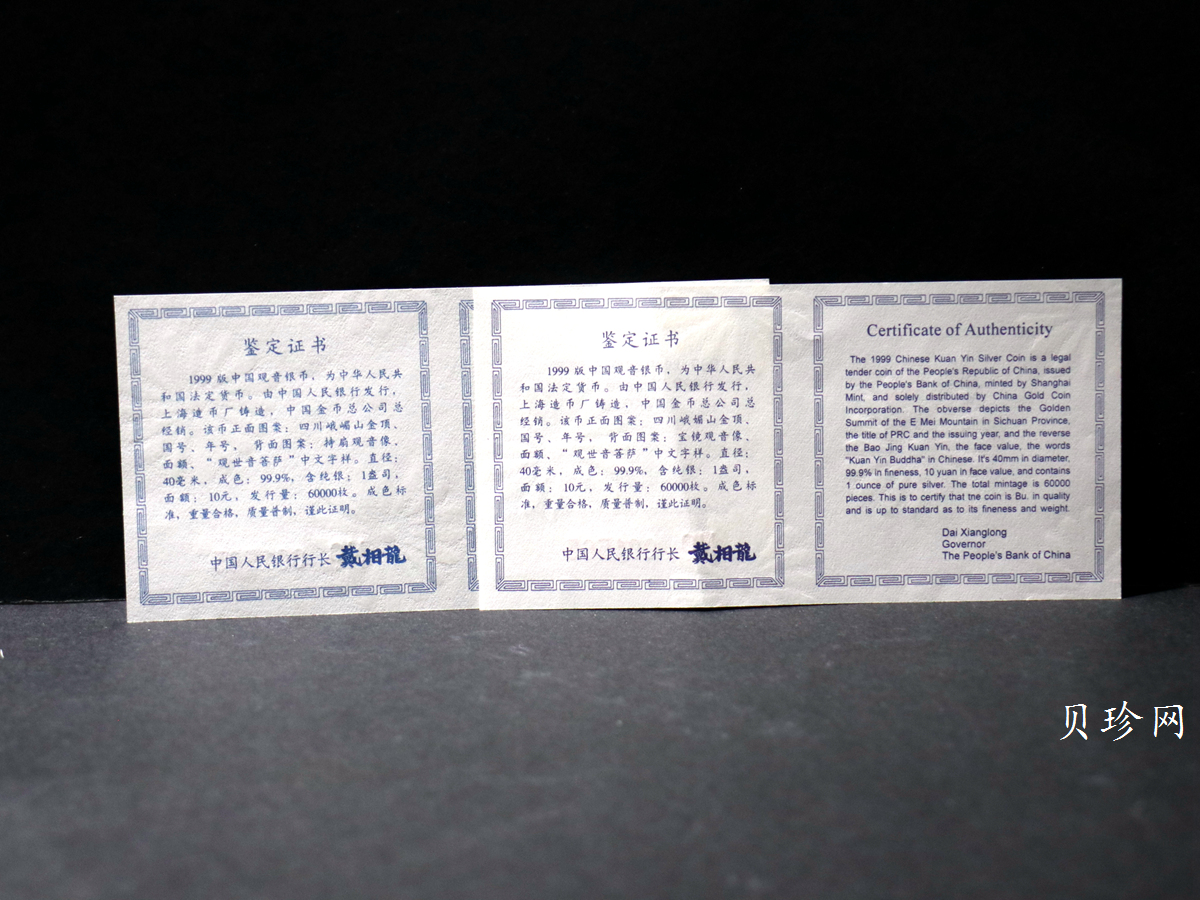 鉴定证书
1999 版中国观音银币，为中华人民共
和国法定货币。由中国人民银行发行，
上海造币厂铸造，中国金币总公司总
经销。该币正面图案：四川峨嵋山金顶、
国号、年号，背面图案：持扇观音像、
面额、“观世音菩萨”中文字样。直径：
40毫米，成色：99.9%，含纯银：1盎司，
面额：10元，发行量：60000枚。成色标
准，重量合格，质量普制，谨此证明。
中国人民银行行长 戴相龍
鉴定证书
1999 版中国观音银币，为中华人民共
和国法定货币。由中国人民银行发行，
上海造币厂铸造，中国金币总公司总
经销。该币正面图案：四川峨嵋山金顶、
国号、年号，背面图案：宝镜观音像、
面额、“观世音菩萨”中文字样。直径：
40毫米，成色：99.9%，含纯银：1盎司，
面额：10元，发行量：60000枚。成色标
准，重量合格，质量普制，谨此证明。
中国人民银行行长 戴相龍
Certificate of Authenticity
The 1999 Chinese Kuan Yin Silver Coin is a legal
tender coin of the People's Republic of China, issued
by the People's Bank of China, minted by Shanghai
Mint, and solely distributed by China Gold Coin
Incorporation. The obverse depicts the Golden
Summit of the E Mei Mountain in Sichuan Province,
the title of PRC and the issuing year, and the reverse
the Bao Jing Kuan Yin, the face value, the words
"Kuan Yin Buddha" in Chinese. It's 40mm in diameter,
99.9% in fineness, 10 yuan in face value, and contains
1 ounce of pure silver. The total mintage is 60000
pieces. This is to certify that the coin is Bu. in quality
and is up to standard as to its fineness and weight.
Dai Xianglong
Governor
The People's Bank of China
贝珍网